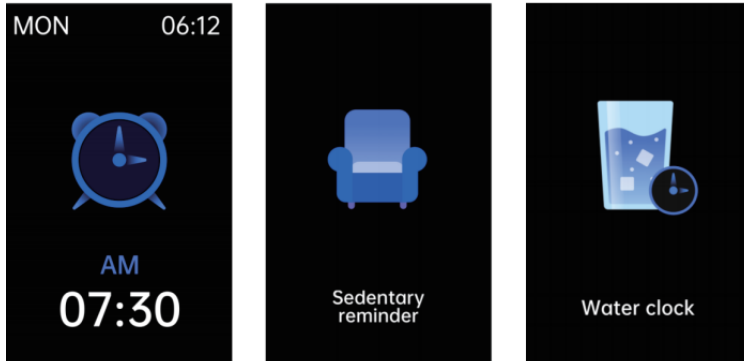 MON 06:12
AM
07:30
Sedentary
reminder
Water clock